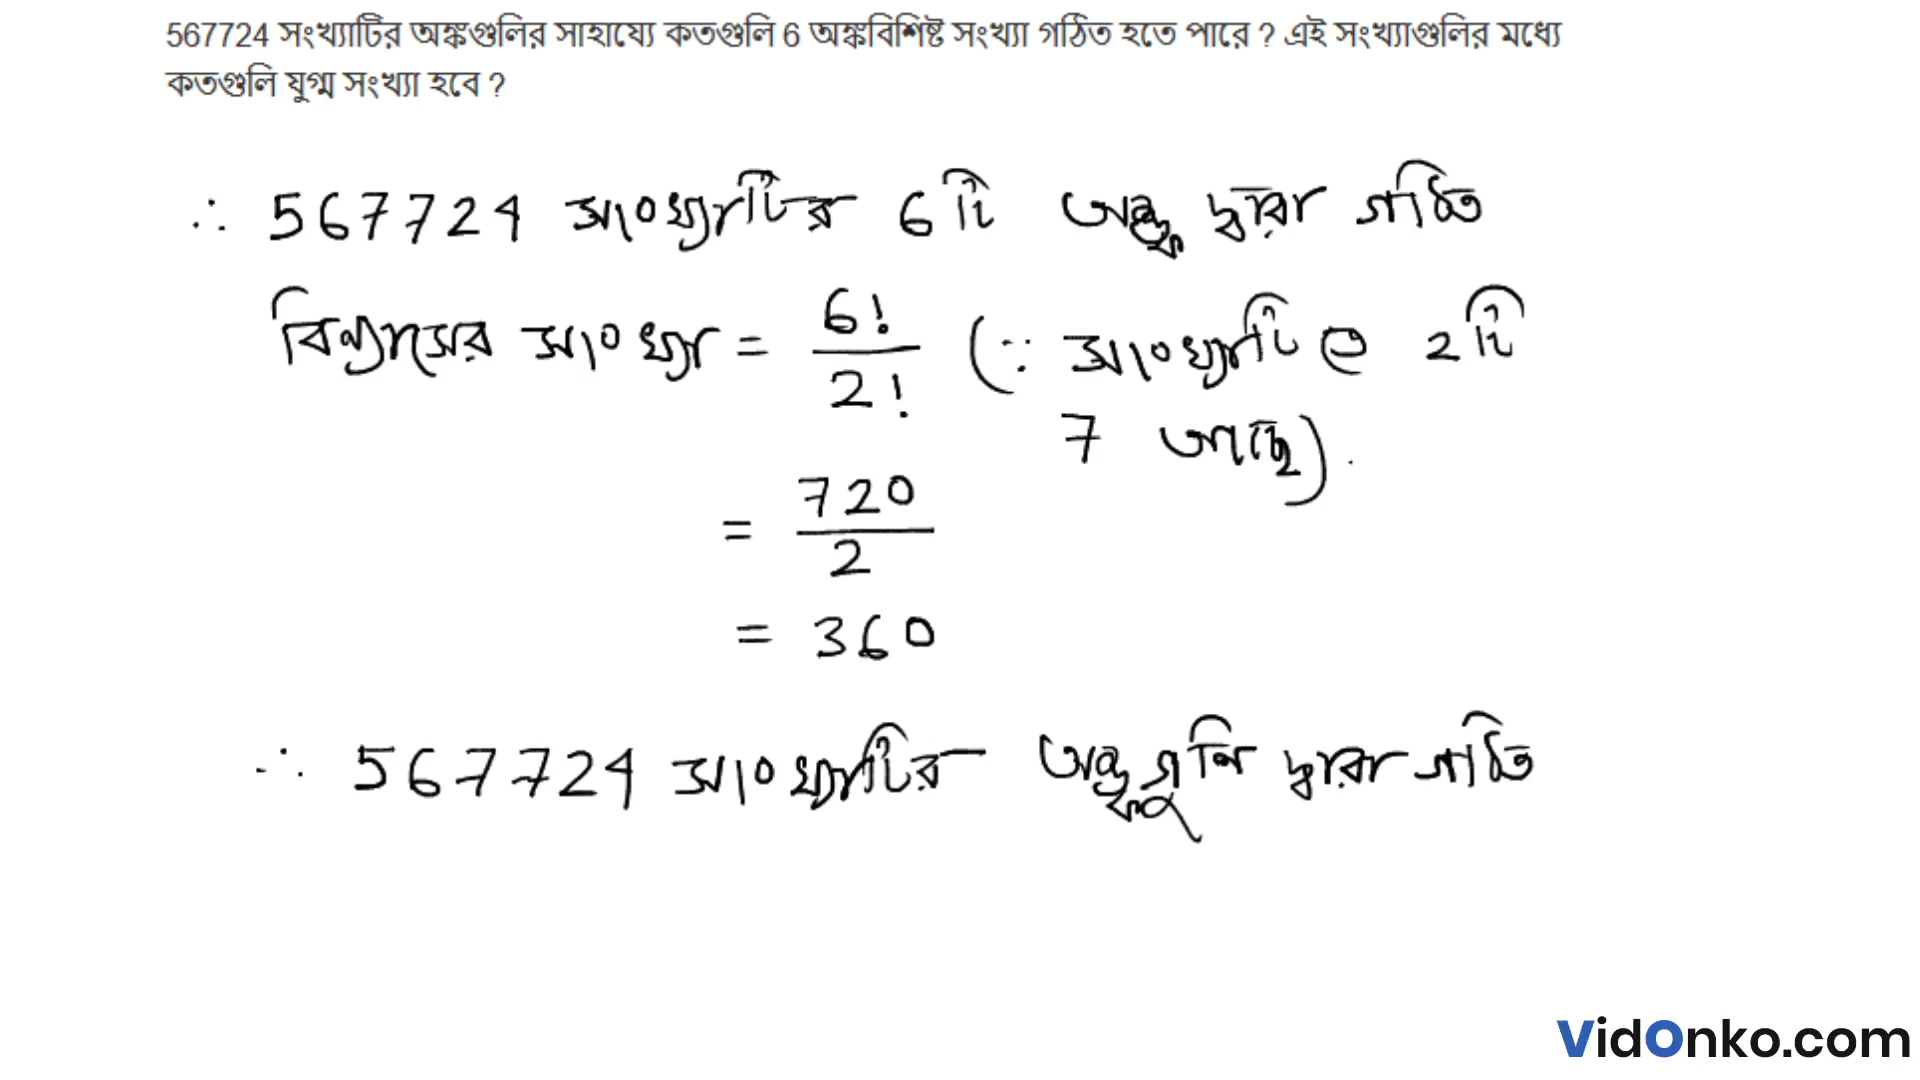 567724 সংখ্যাটির অঙ্কগুলির সাহায্যে কতগুলি 6 অঙ্কবিশিষ্ট সংখ্যা গঠিত হতে পারে ? এই সংখ্যাগুলির মধ্যে
কতগুলি যুগ্ম সংখ্যা হবে ?
∴ 567724 সংখ্যাটির 6টি অঙ্ক দ্বারা গঠিত
বিন্যাসের সংখ্যা = 6!/2! (∵ সংখ্যাটিতে 2টি
7 আছে).
= 720/2
= 360
∴ 567724 সংখ্যাটির অঙ্কগুলি দ্বারা গঠিত
VidOnko.com